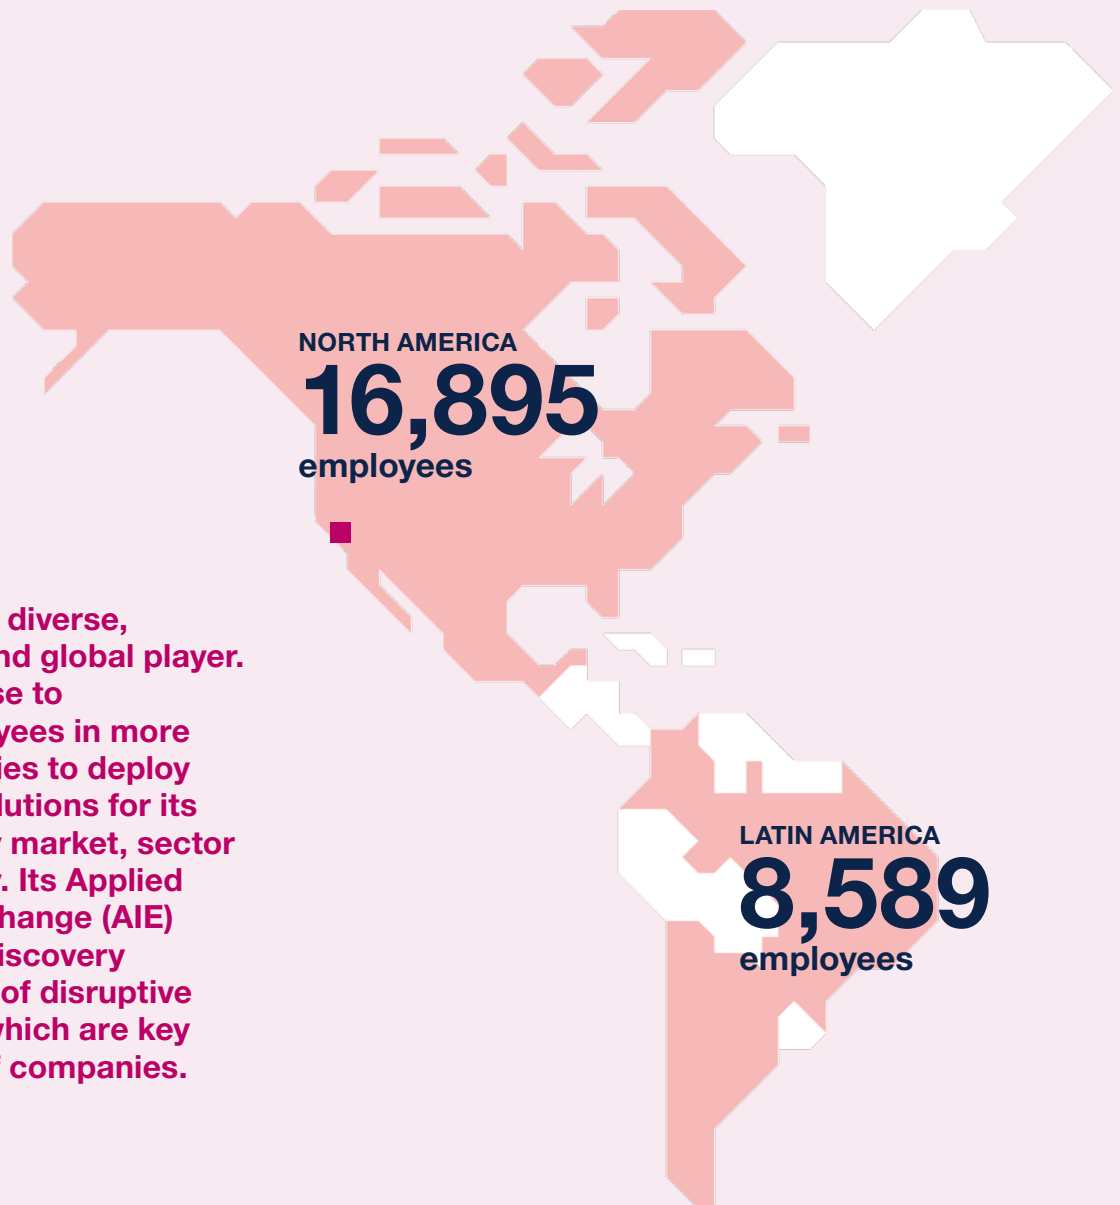 NORTH AMERICA
16,895
employees
diverse,
nd global player.
se to
yees in more
ies to deploy
lutions for its
market, sector
. Its Applied
change (AIE)
iscovery
of disruptive
which are key
companies.
LATIN AMERICA
8,589
employees